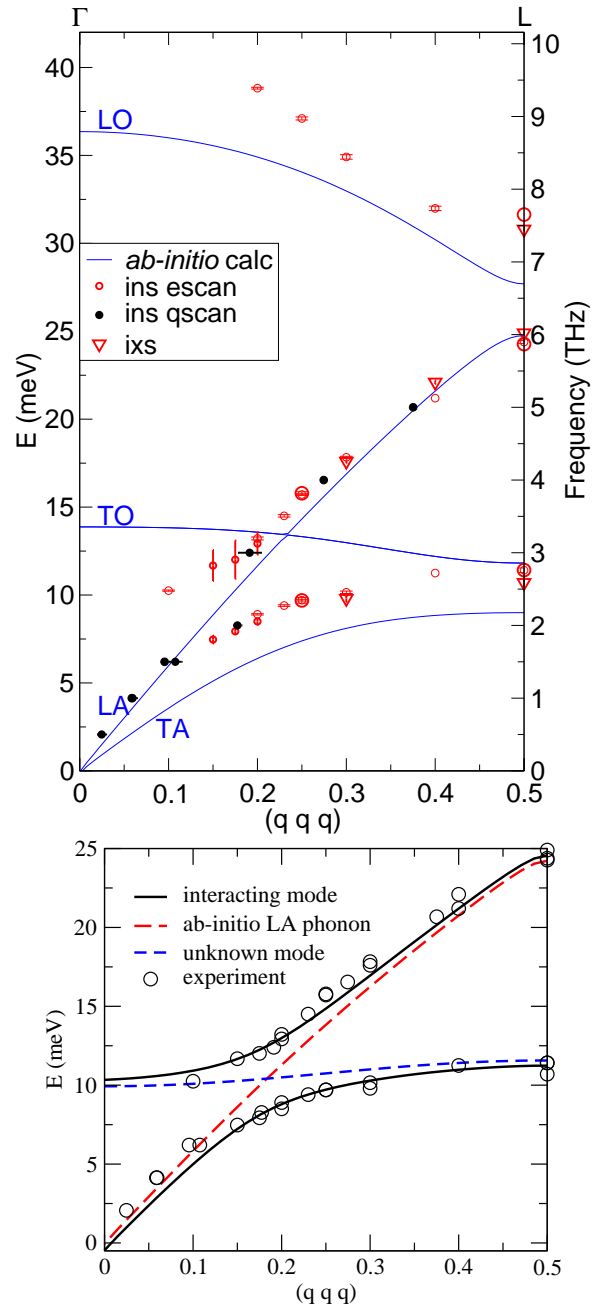 Γ L
40
35
30
25
20
15
10
5
0
E (meV)
LO
TO
LA
TA
ab-initio calc
ins escan
ins qscan
ixs
10
9
8
7
6
5
4
3
2
1
0
Frequency (THz)
0 0.1 0.2 0.3 0.4 0.5
(q q q)
25
20
15
10
5
0
E (meV)
interacting mode
ab-initio LA phonon
unknown mode
experiment
0 0.1 0.2 0.3 0.4 0.5
(q q q)